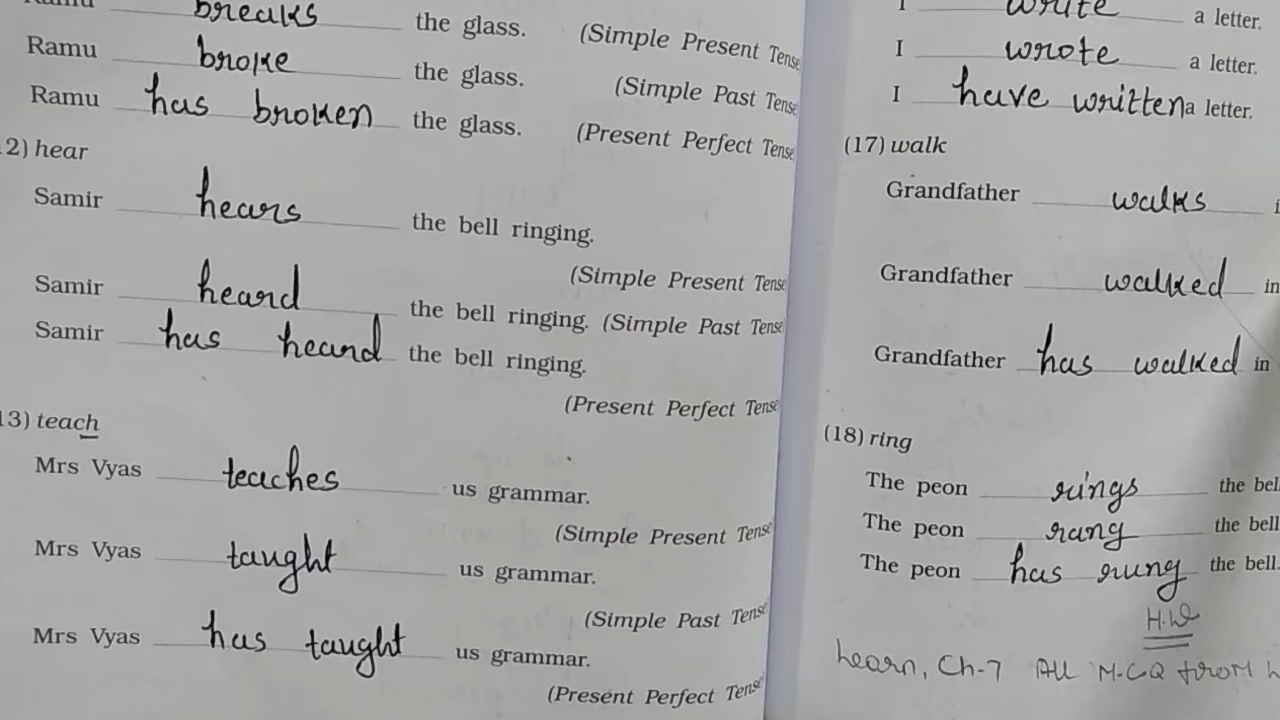 Ramu breaks the glass. (Simple Present Tense
Ramu broke the glass. (Simple Past Tense
Ramu has broken the glass. (Present Perfect Tense
2) hear
Samir hears the bell ringing.
(Simple Present Tense
Samir heard the bell ringing. (Simple Past Tense
Samir has heard the bell ringing.
(Present Perfect Tense
13) teach
Mrs Vyas teaches us grammar.
(Simple Present Tense
Mrs Vyas taught us grammar.
(Simple Past Tense
Mrs Vyas has taught us grammar.
(Present Perfect Tense
I write a letter.
I wrote a letter.
I have written a letter.
(17) walk
Grandfather walks
Grandfather walked in
Grandfather has walked in
(18) ring
The peon rings the bel
The peon rang the bell
The peon has rung the bell.
H.W
learn, Ch-7 All M.C.Q from